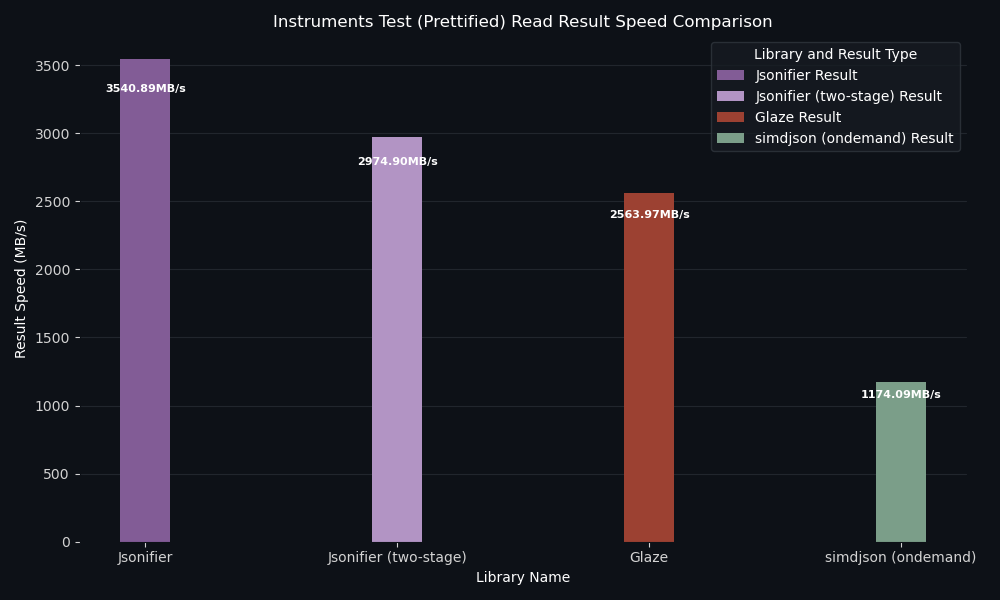 Instruments Test (Prettified) Read Result Speed Comparison
Library and Result Type
Jsonifier Result
Jsonifier (two-stage) Result
Glaze Result
simdjson (ondemand) Result
Result Speed (MB/s)
3500
3000
2500
2000
1500
1000
500
0
3540.89MB/s
2974.90MB/s
2563.97MB/s
1174.09MB/s
Jsonifier
Jsonifier (two-stage)
Glaze
simdjson (ondemand)
Library Name